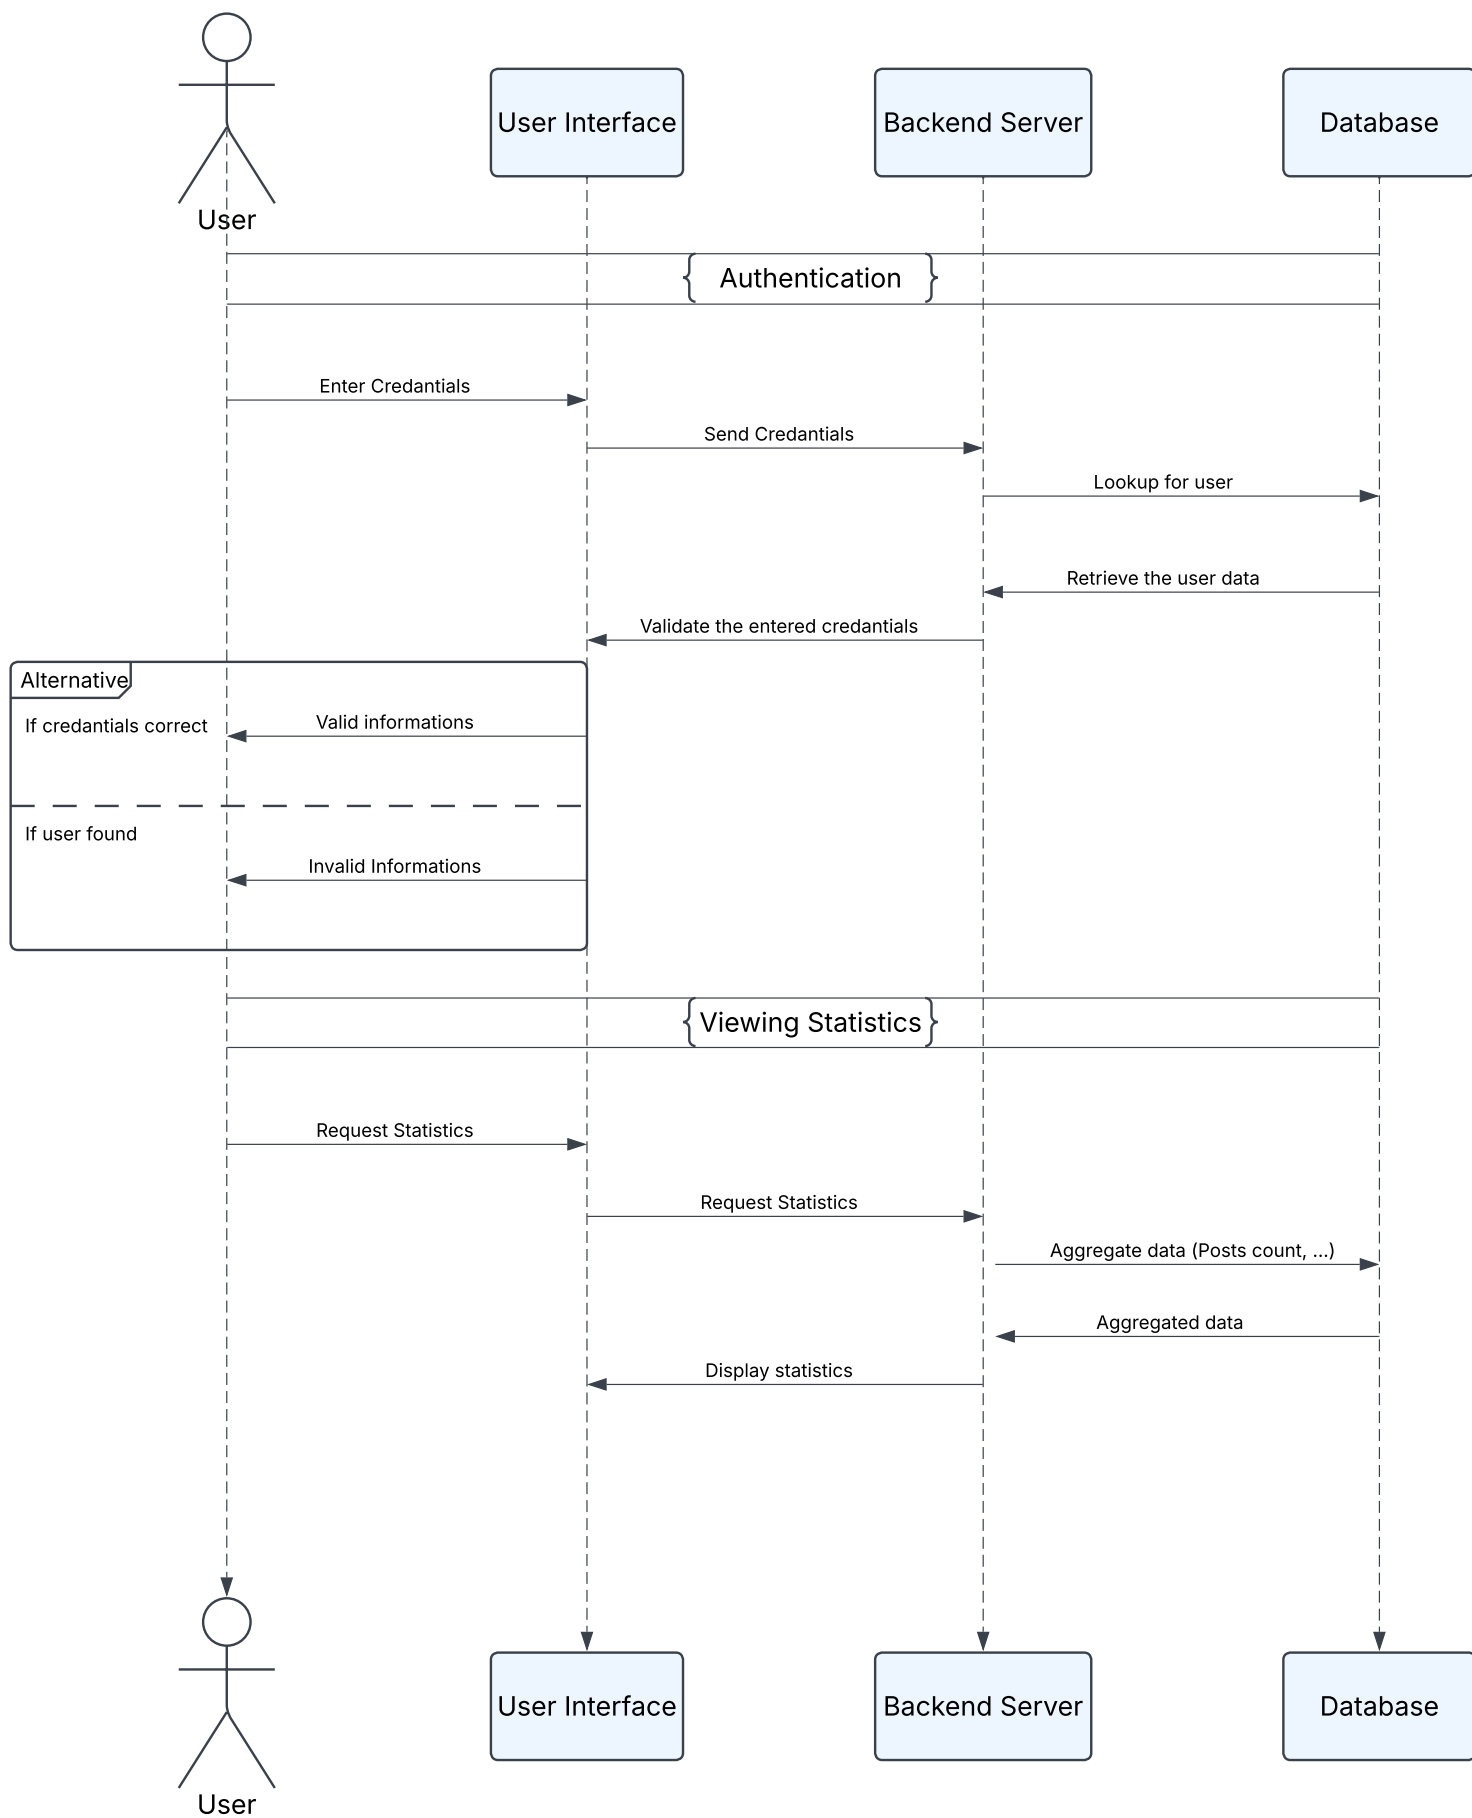 User
User Interface
Backend Server
Database
Authentication
Enter Credantials
Send Credantials
Lookup for user
Retrieve the user data
Validate the entered credantials
Alternative
If credantials correct
Valid informations
If user found
Invalid Informations
Viewing Statistics
Request Statistics
Request Statistics
Aggregate data (Posts count, ...)
Aggregated data
Display statistics
User Interface
Backend Server
Database
User